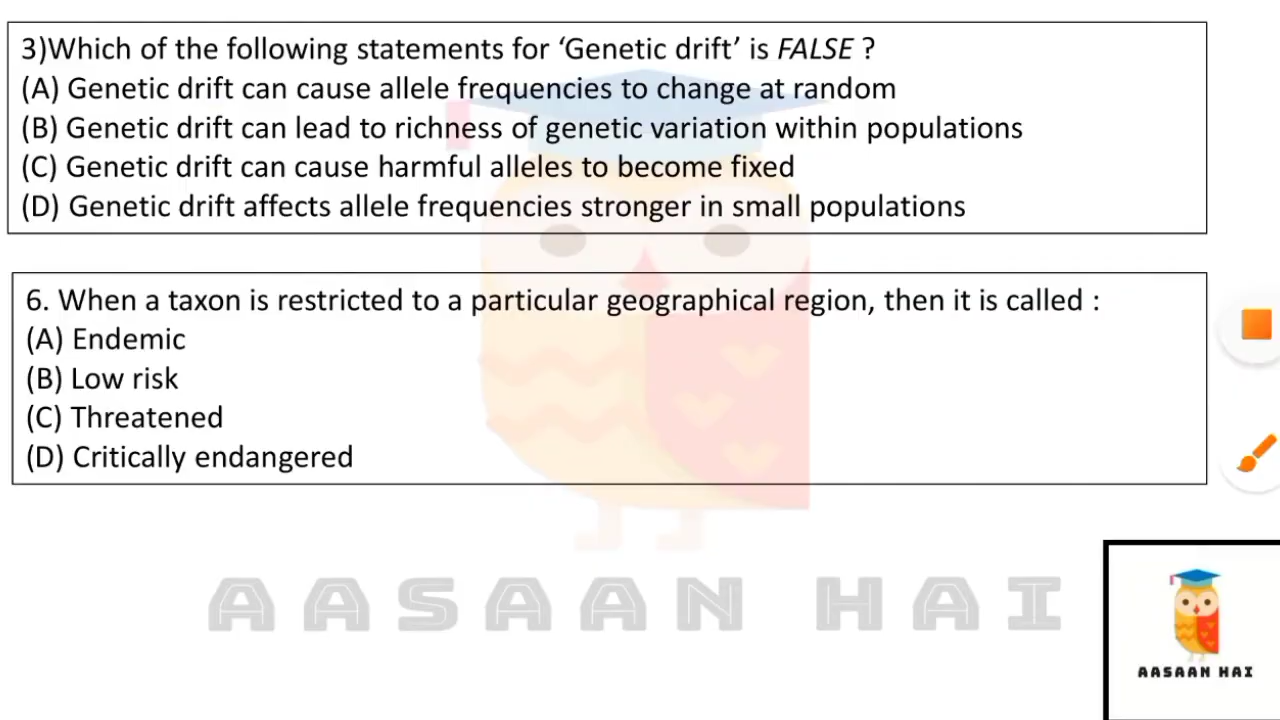 3)Which of the following statements for ‘Genetic drift’ is FALSE ?
(A) Genetic drift can cause allele frequencies to change at random
(B) Genetic drift can lead to richness of genetic variation within populations
(C) Genetic drift can cause harmful alleles to become fixed
(D) Genetic drift affects allele frequencies stronger in small populations
6. When a taxon is restricted to a particular geographical region, then it is called :
(A) Endemic
(B) Low risk
(C) Threatened
(D) Critically endangered
AASAAN HAI
AASAAN HAI